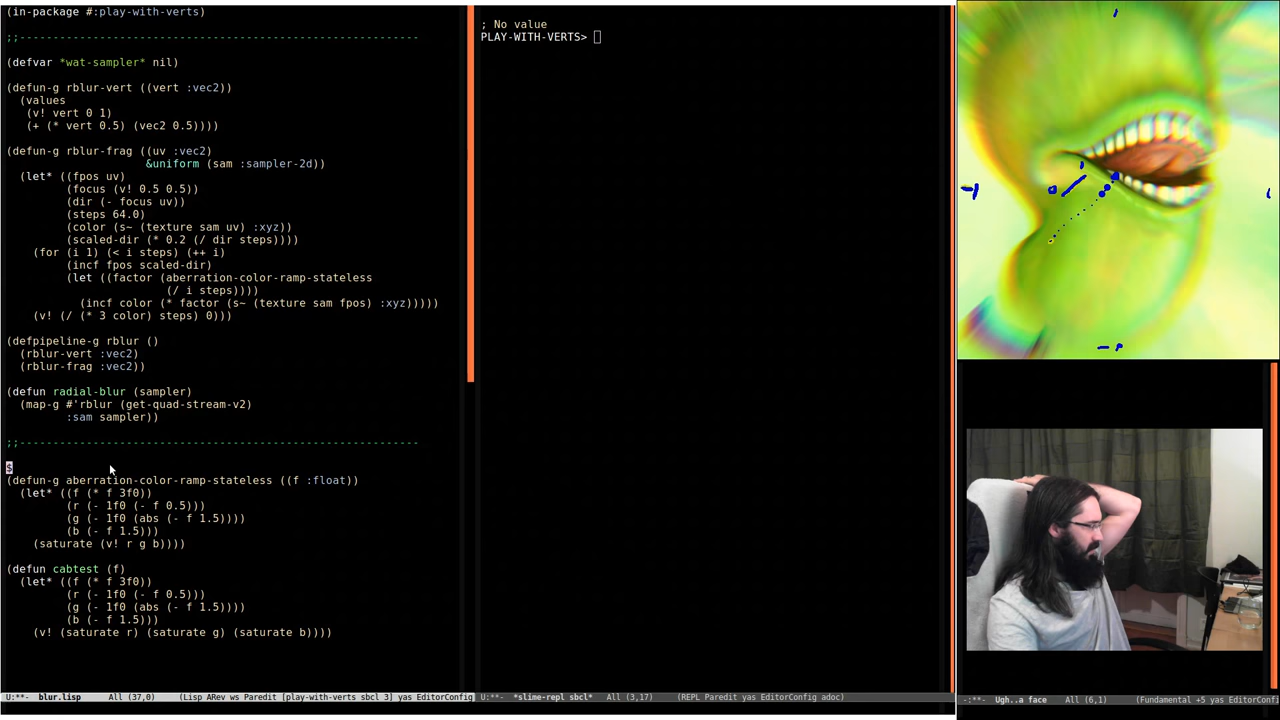 (in-package #:play-with-verts)
;;------------------------------------------------------------
(defvar *wat-sampler* nil)
(defun-g rblur-vert ((vert :vec2))
(values
(v! vert 0 1)
(+ (* vert 0.5) (vec2 0.5))))
(defun-g rblur-frag ((uv :vec2)
&uniform (sam :sampler-2d))
(let* ((fpos uv)
(focus (v! 0.5 0.5))
(dir (- focus uv))
(steps 64.0)
(color (s~ (texture sam uv) :xyz))
(scaled-dir (* 0.2 (/ dir steps))))
(for (i 1) (< i steps) (++ i)
(incf fpos scaled-dir)
(let ((factor (aberration-color-ramp-stateless
(/ i steps))))
(incf color (* factor (s~ (texture sam fpos) :xyz)))))
(v! (/ (* 3 color) steps) 0)))
(defpipeline-g rblur ()
(rblur-vert :vec2)
(rblur-frag :vec2))
(defun radial-blur (sampler)
(map-g #'rblur (get-quad-stream-v2)
:sam sampler))
;;------------------------------------------------------------
$
(defun-g aberration-color-ramp-stateless ((f :float))
(let* ((f (* f 3f0))
(r (- 1f0 (- f 0.5)))
(g (- 1f0 (abs (- f 1.5))))
(b (- f 1.5)))
(saturate (v! r g b))))
(defun cabtest (f)
(let* ((f (* f 3f0))
(r (- 1f0 (- f 0.5)))
(g (- 1f0 (abs (- f 1.5))))
(b (- f 1.5)))
(v! (saturate r) (saturate g) (saturate b))))
U:**- blur.lisp All (37,0) (Lisp ARev ws Paredit [play-with-verts sbcl 3] yas EditorConfig
; No value
PLAY-WITH-VERTS>
U:**- *slime-repl sbcl* All (3,17) (REPL Paredit yas EditorConfig adoc)
-1
-:**- Ugh..a face All (6,1) (Fundamental +5 yas EditorConfi